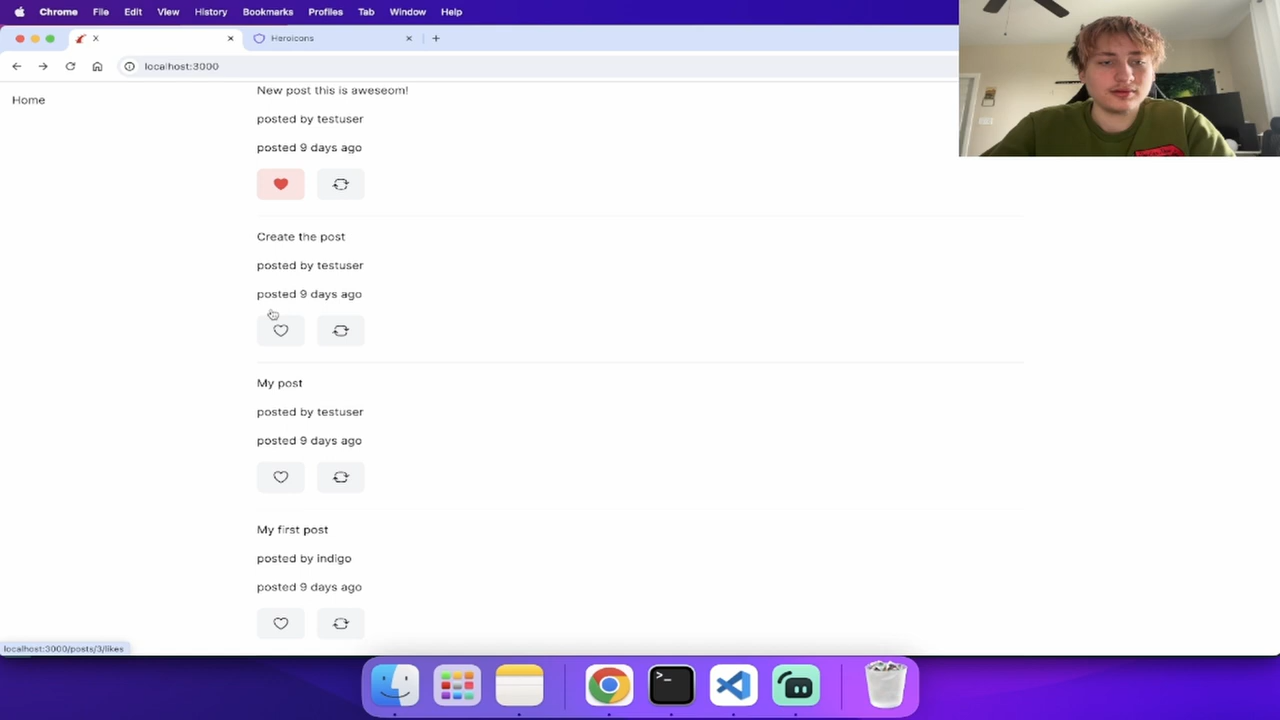 Chrome File Edit View History Bookmarks Profiles Tab Window Help
Heroicons
localhost:3000
Home
New post this is aweseom!
posted by testuser
posted 9 days ago
Create the post
posted by testuser
posted 9 days ago
My post
posted by testuser
posted 9 days ago
My first post
posted by indigo
posted 9 days ago
localhost:3000/posts/3/likes